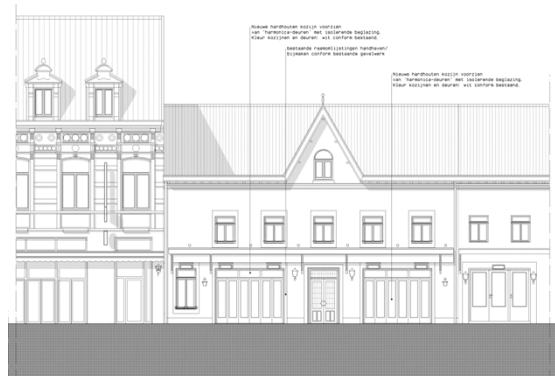 Nieuwe hardhouten kozijn voorzien
van 'harmonica-deuren' met isolerende beglazing.
Kleur kozijnen en deuren: wit conform bestaand.
bestaande raamomlijstingen handhaven/
bijmaken conform bestaande gevelwerk
Nieuwe hardhouten kozijn voorzien
van 'harmonica-deuren' met isolerende beglazing.
Kleur kozijnen en deuren: wit conform bestaand.